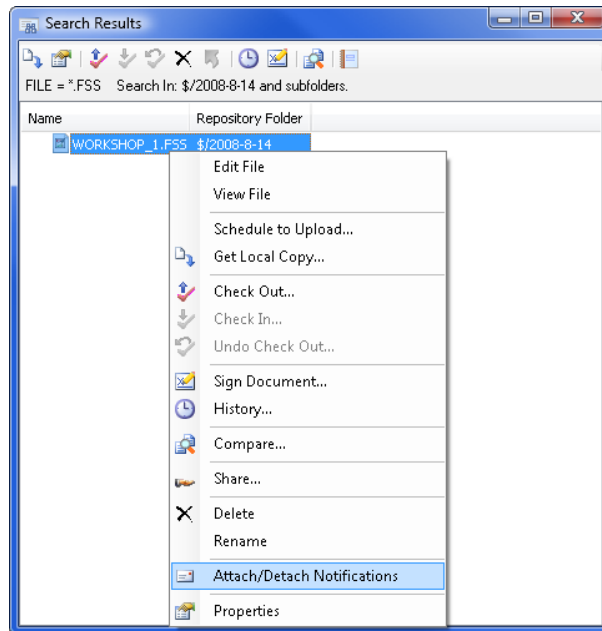 Search Results
FILE = *.FSS Search In: $/2008-8-14 and subfolders.
Name Repository Folder
WORKSHOP_1.FSS $/2008-8-14
Edit File
View File
Schedule to Upload...
Get Local Copy...
Check Out...
Check In...
Undo Check Out...
Sign Document...
History...
Compare...
Share...
Delete
Rename
Attach/Detach Notifications
Properties